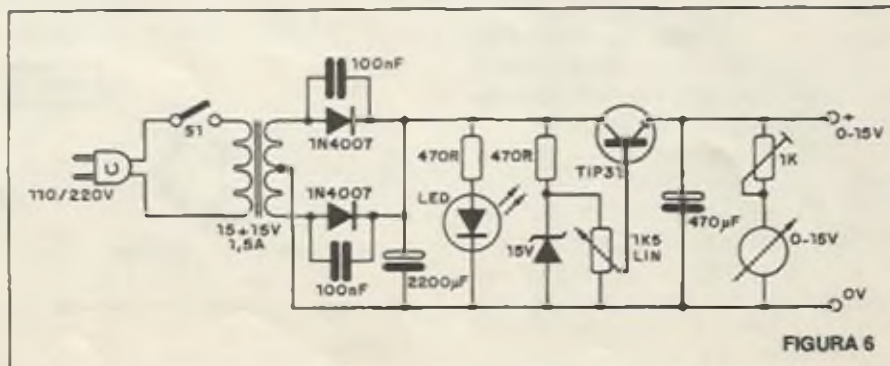 100nF
1N4007
S1
110/220V
15+15V
1,5A
1N4007
100nF
2200µF
470R
LED
470R
15V
1K5
LIN
TIP31
470µF
1K
0-15V
+
0-15V
0V
FIGURA 6